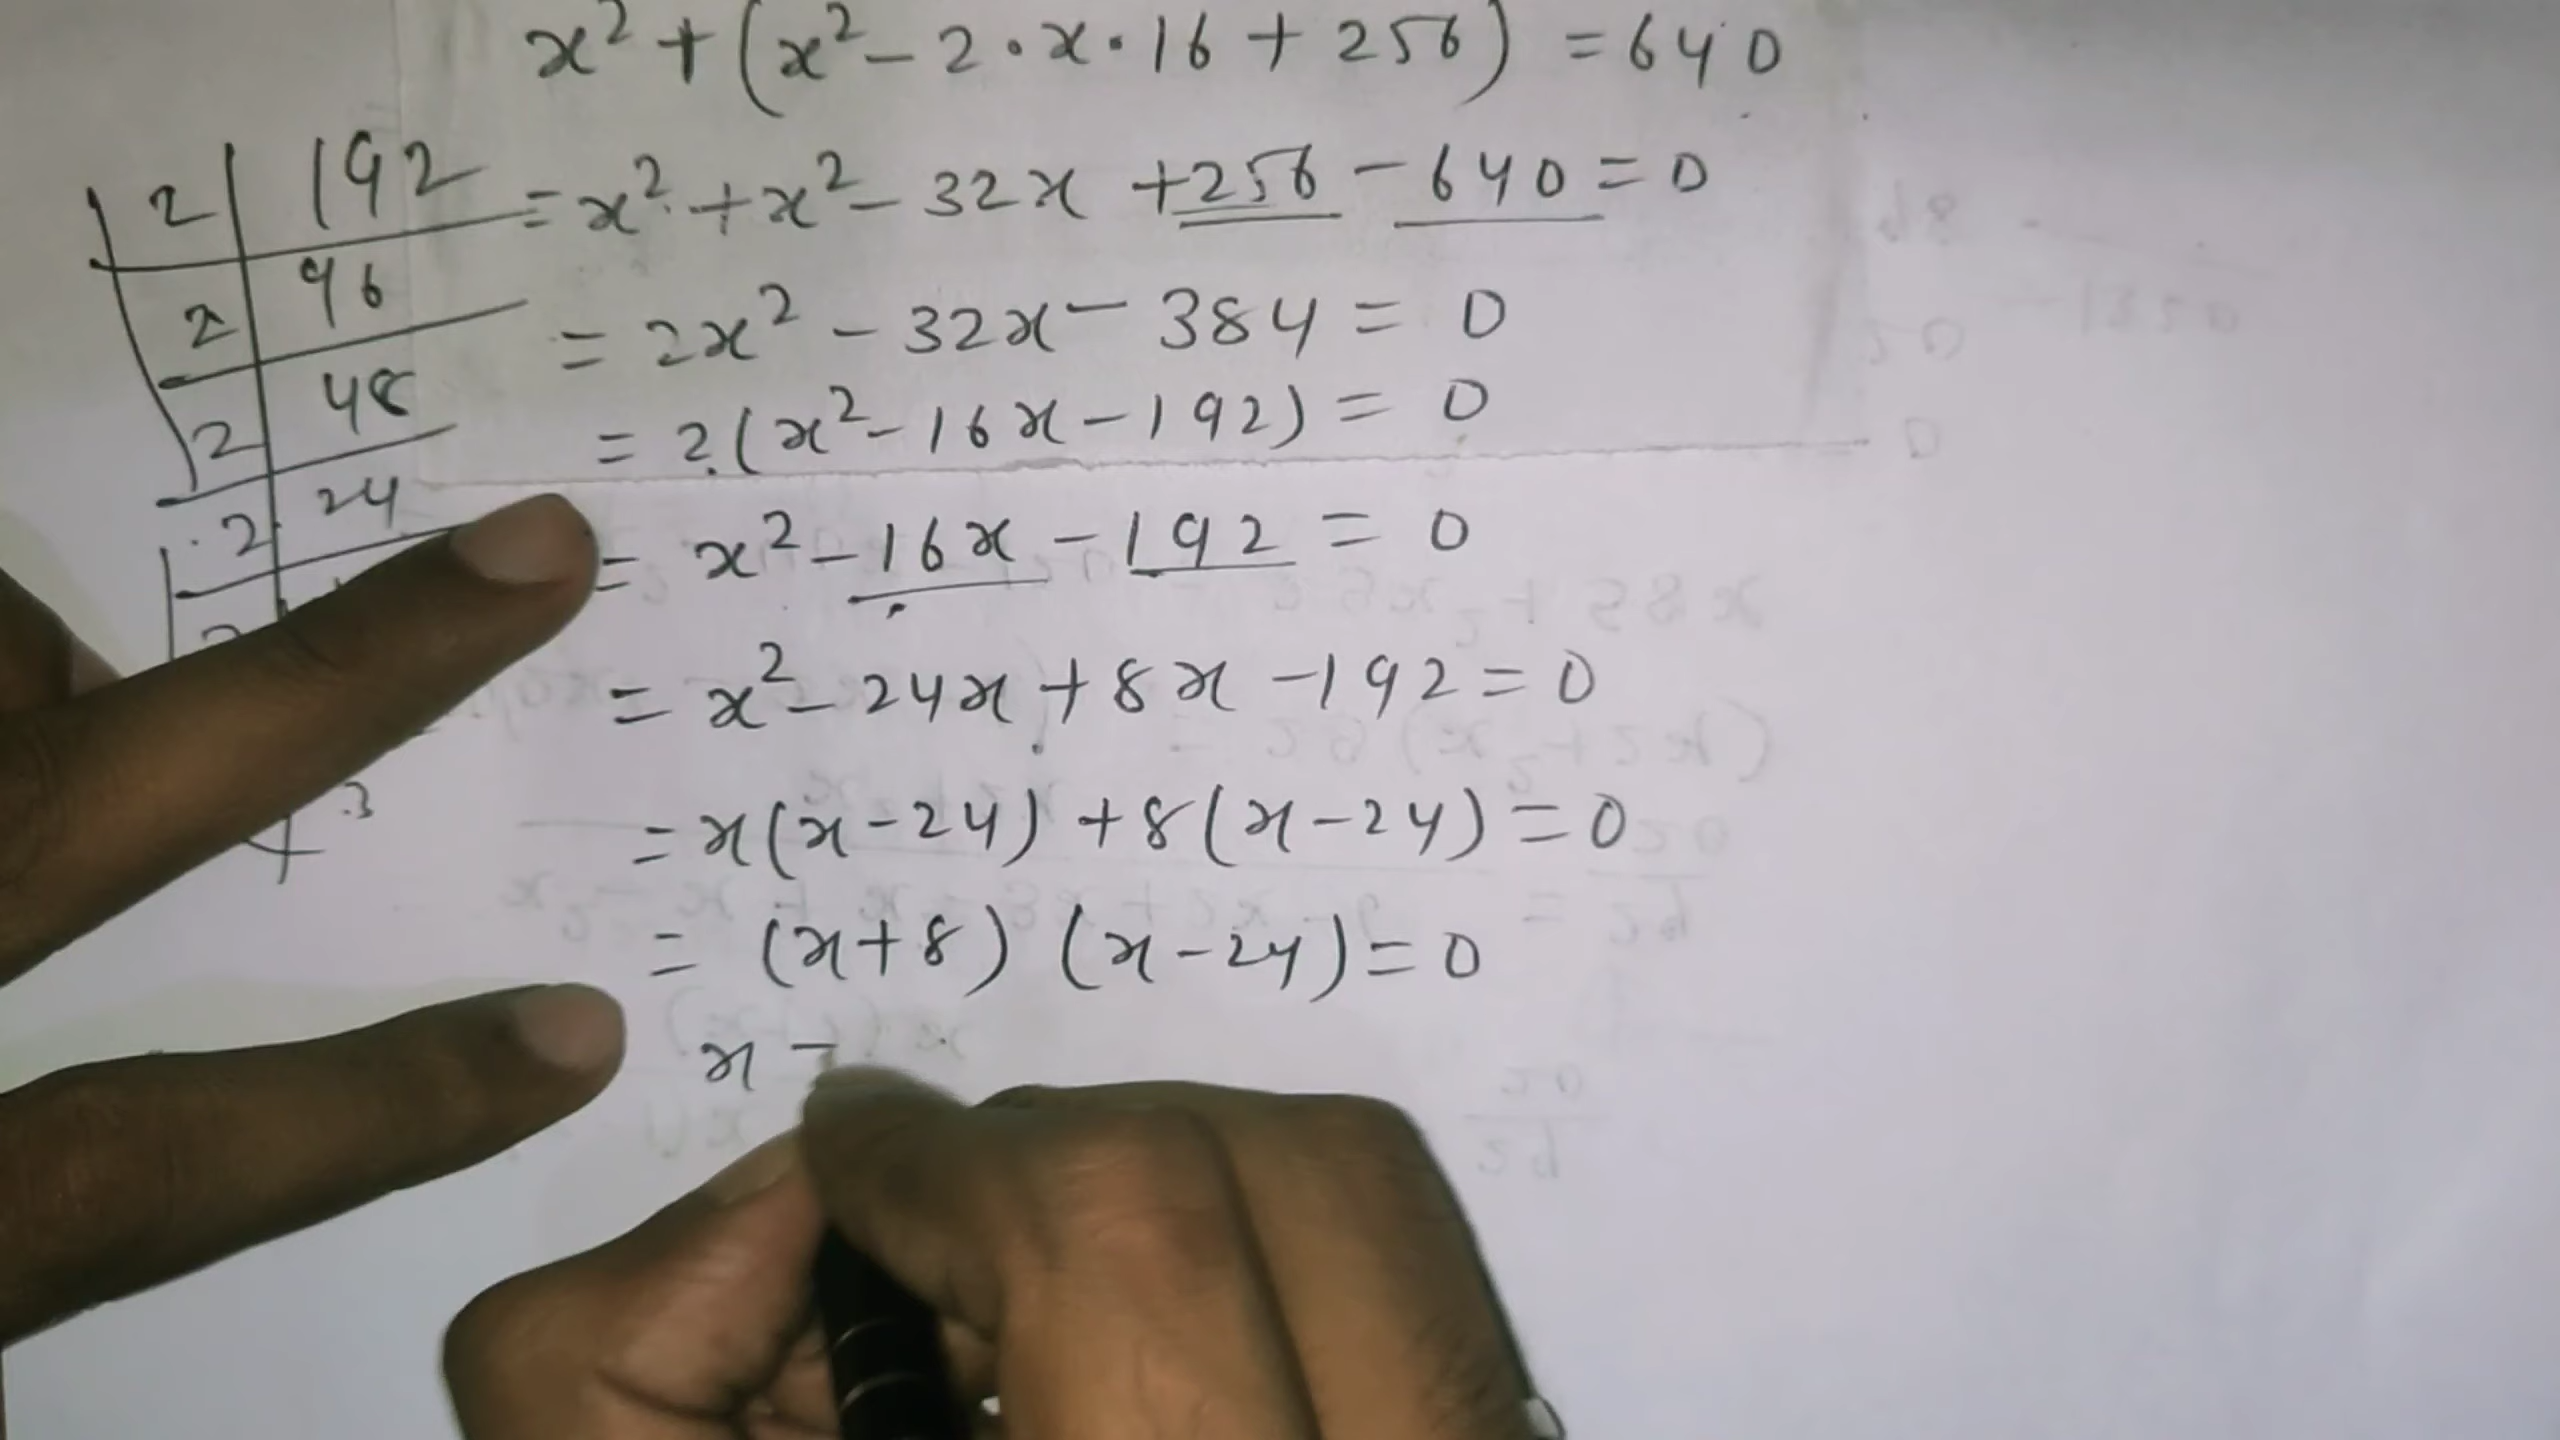 x² + (x² - 2 · x · 16 + 256) = 640
= x² + x² - 32x + 256 - 640 = 0
= 2x² - 32x - 384 = 0
= 2(x² - 16x - 192) = 0
= x² - 16x - 192 = 0
= x² - 24x + 8x - 192 = 0
= x(x - 24) + 8(x - 24) = 0
= (x + 8) (x - 24) = 0
x -
2 | 192
2 | 96
2 | 48
2 | 24
2
3